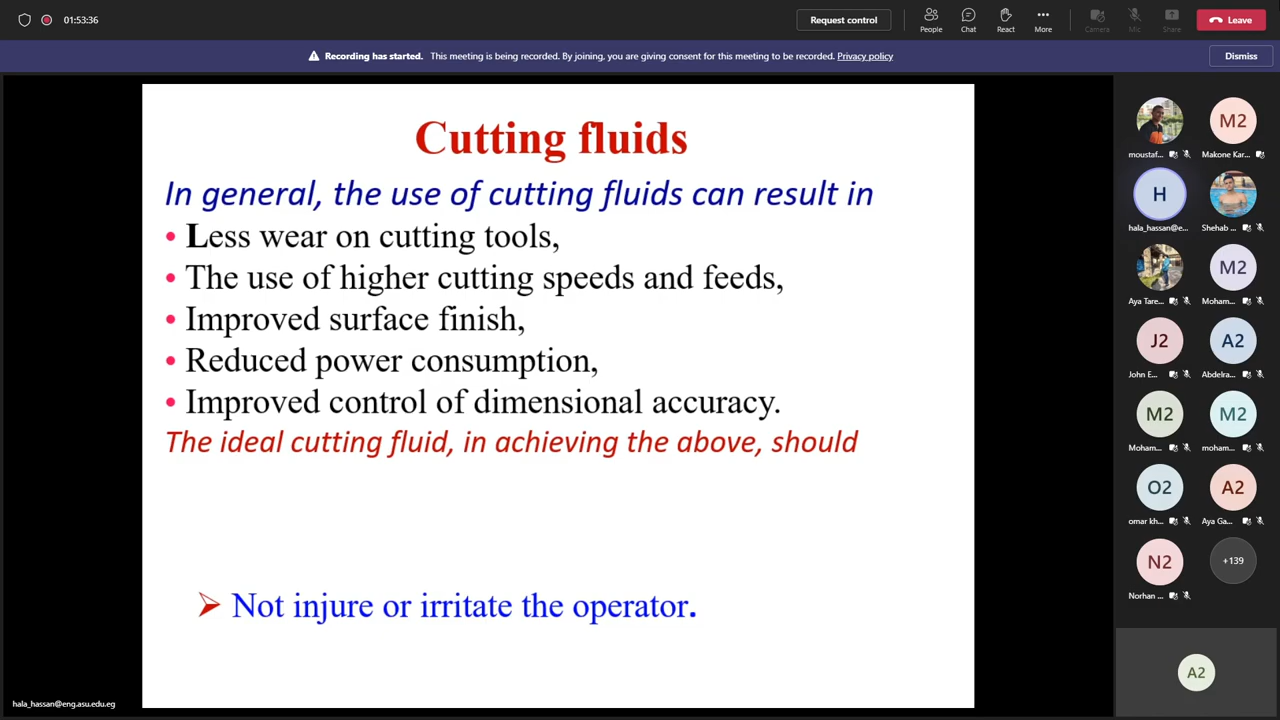 01:53:36
Request control
People
Chat
React
More
Camera
Mic
Share
Leave
Recording has started. This meeting is being recorded. By joining, you are giving consent for this meeting to be recorded. Privacy policy
Dismiss
Cutting fluids
In general, the use of cutting fluids can result in
• Less wear on cutting tools,
• The use of higher cutting speeds and feeds,
• Improved surface finish,
• Reduced power consumption,
• Improved control of dimensional accuracy.
The ideal cutting fluid, in achieving the above, should
➢ Not injure or irritate the operator.
hala_hassan@eng.asu.edu.eg
M2
moustaf...
Makone Kar...
H
hala_hassan@e...
Shehab ...
M2
Aya Tare...
Moham...
J2
A2
John E...
Abdelra...
M2
M2
Moham...
moham...
O2
A2
omar kh...
Aya Ga...
N2
+139
Norhan ...
A2